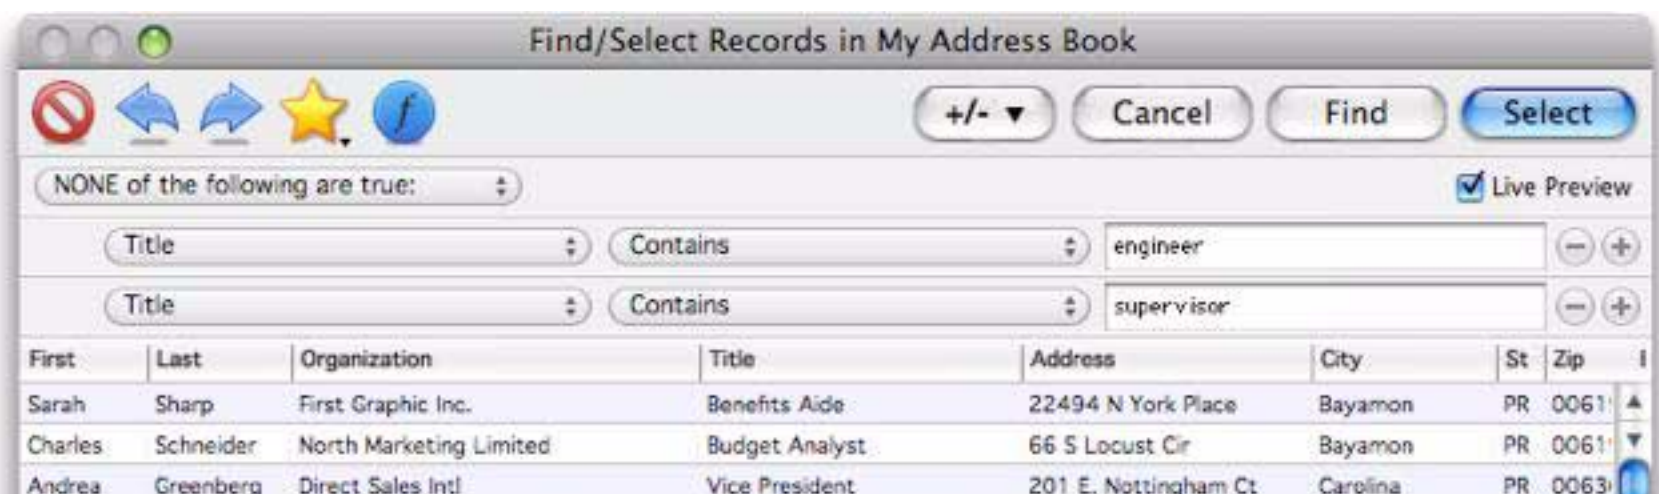 Find/Select Records in My Address Book
f +/- ▼ Cancel Find Select
NONE of the following are true: Live Preview
Title Contains engineer − +
Title Contains supervisor − +
First Last Organization Title Address City St Zip
Sarah Sharp First Graphic Inc. Benefits Aide 22494 N York Place Bayamon PR 0061
Charles Schneider North Marketing Limited Budget Analyst 66 S Locust Cir Bayamon PR 0061
Andrea Greenberg Direct Sales Intl Vice President 201 E. Nottingham Ct Carolina PR 0063